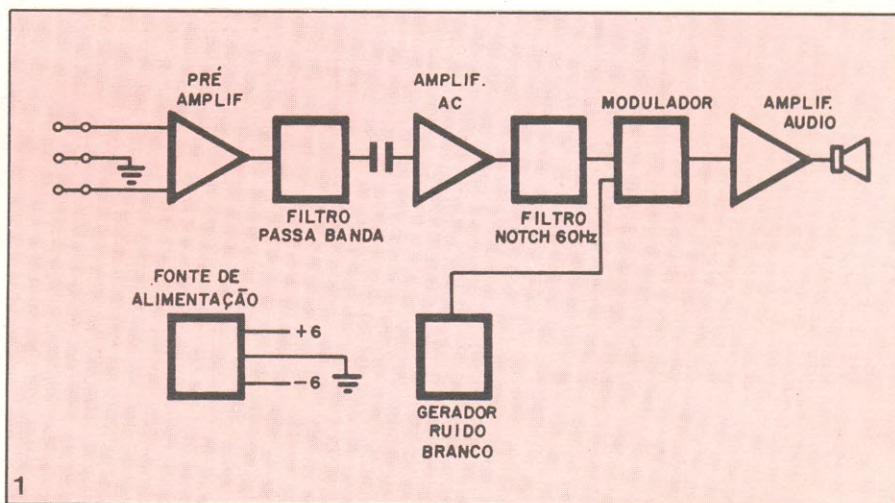 PRÉ
AMPLIF
FILTRO
PASSA BANDA
AMPLIF.
AC
FILTRO
NOTCH 60Hz
MODULADOR
AMPLIF.
AUDIO
FONTE DE
ALIMENTAÇÃO
+6
-6
GERADOR
RUIDO
BRANCO
1